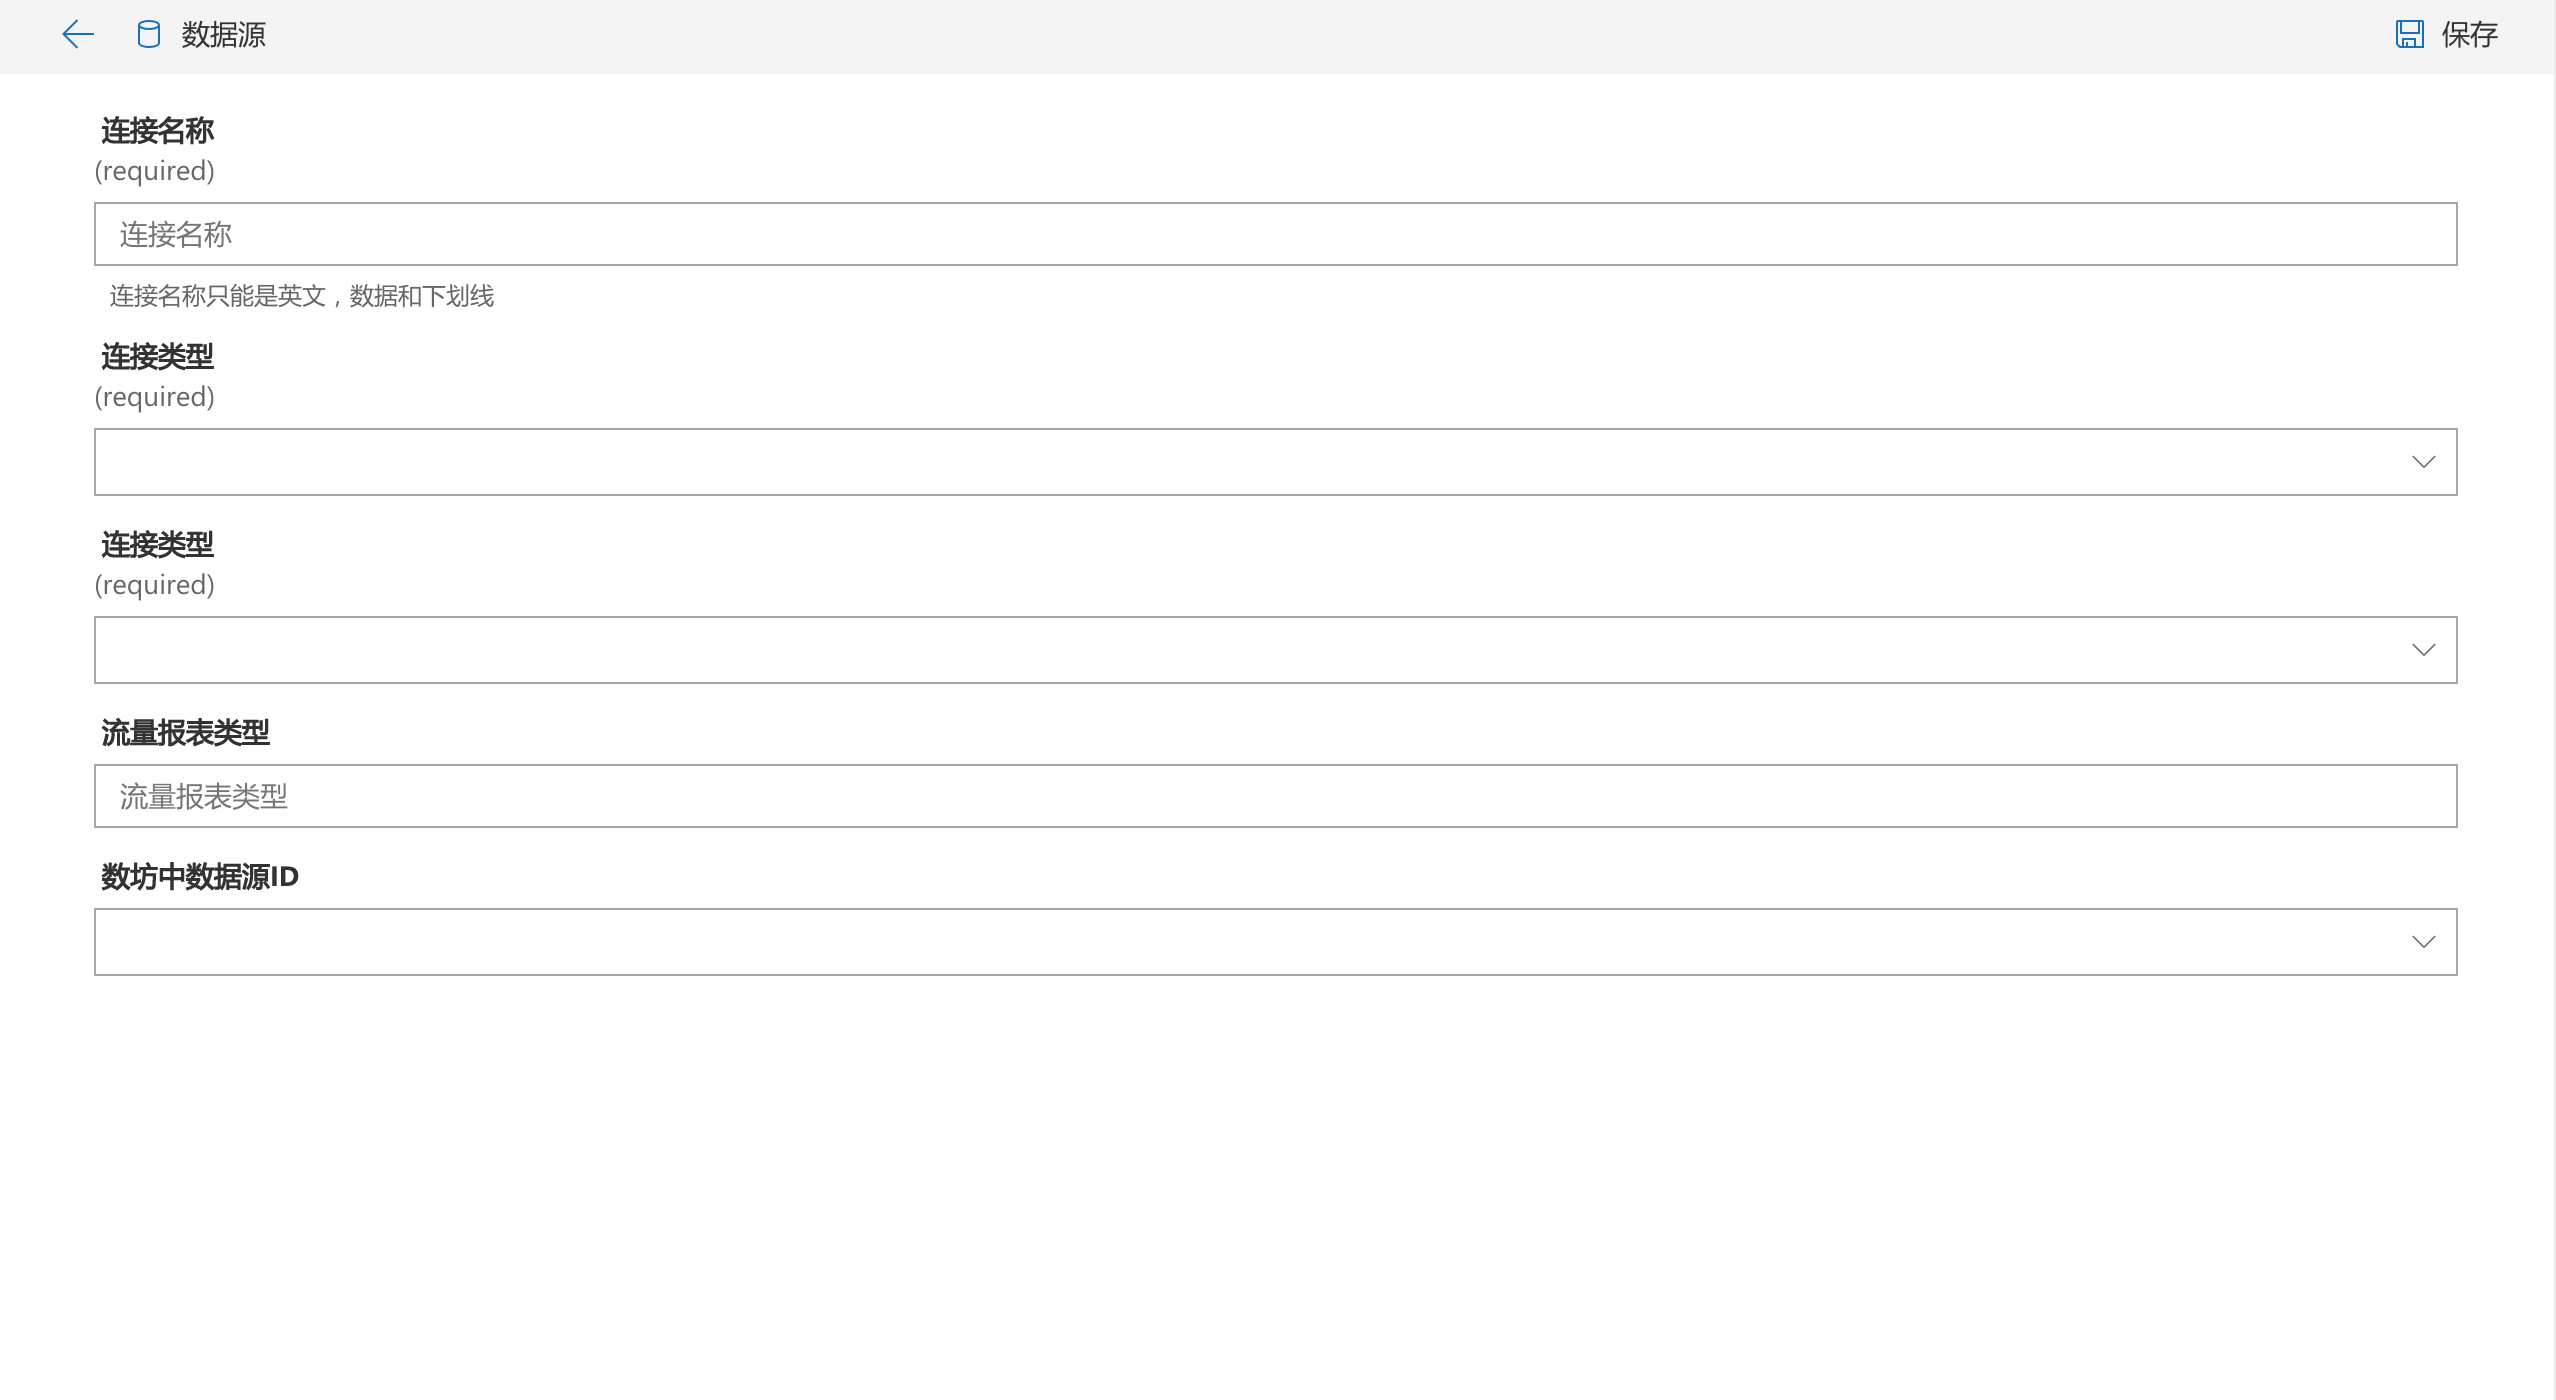 数据源
保存
连接名称
(required)
连接名称
连接名称只能是英文，数据和下划线
连接类型
(required)
连接类型
(required)
流量报表类型
流量报表类型
数坊中数据源ID